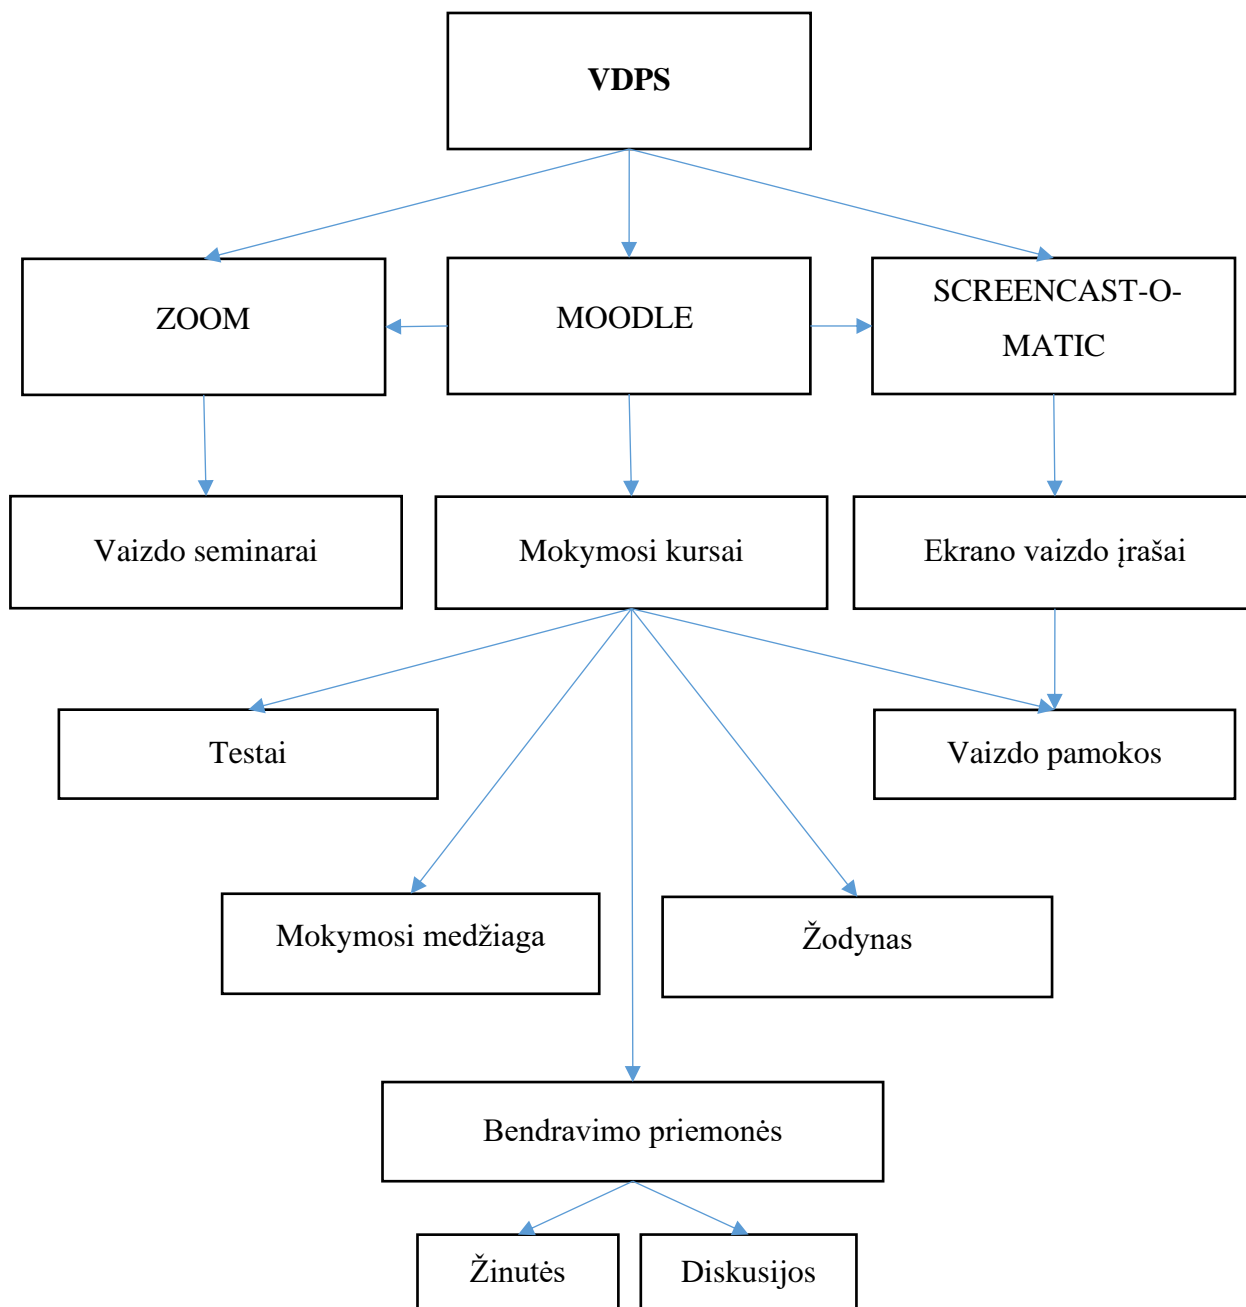 VDPS
ZOOM
MOODLE
SCREENCAST-O-
MATIC
Vaizdo seminarai
Mokymosi kursai
Ekrano vaizdo įrašai
Testai
Vaizdo pamokos
Mokymosi medžiaga
Žodynas
Bendravimo priemonės
Žinutės
Diskusijos